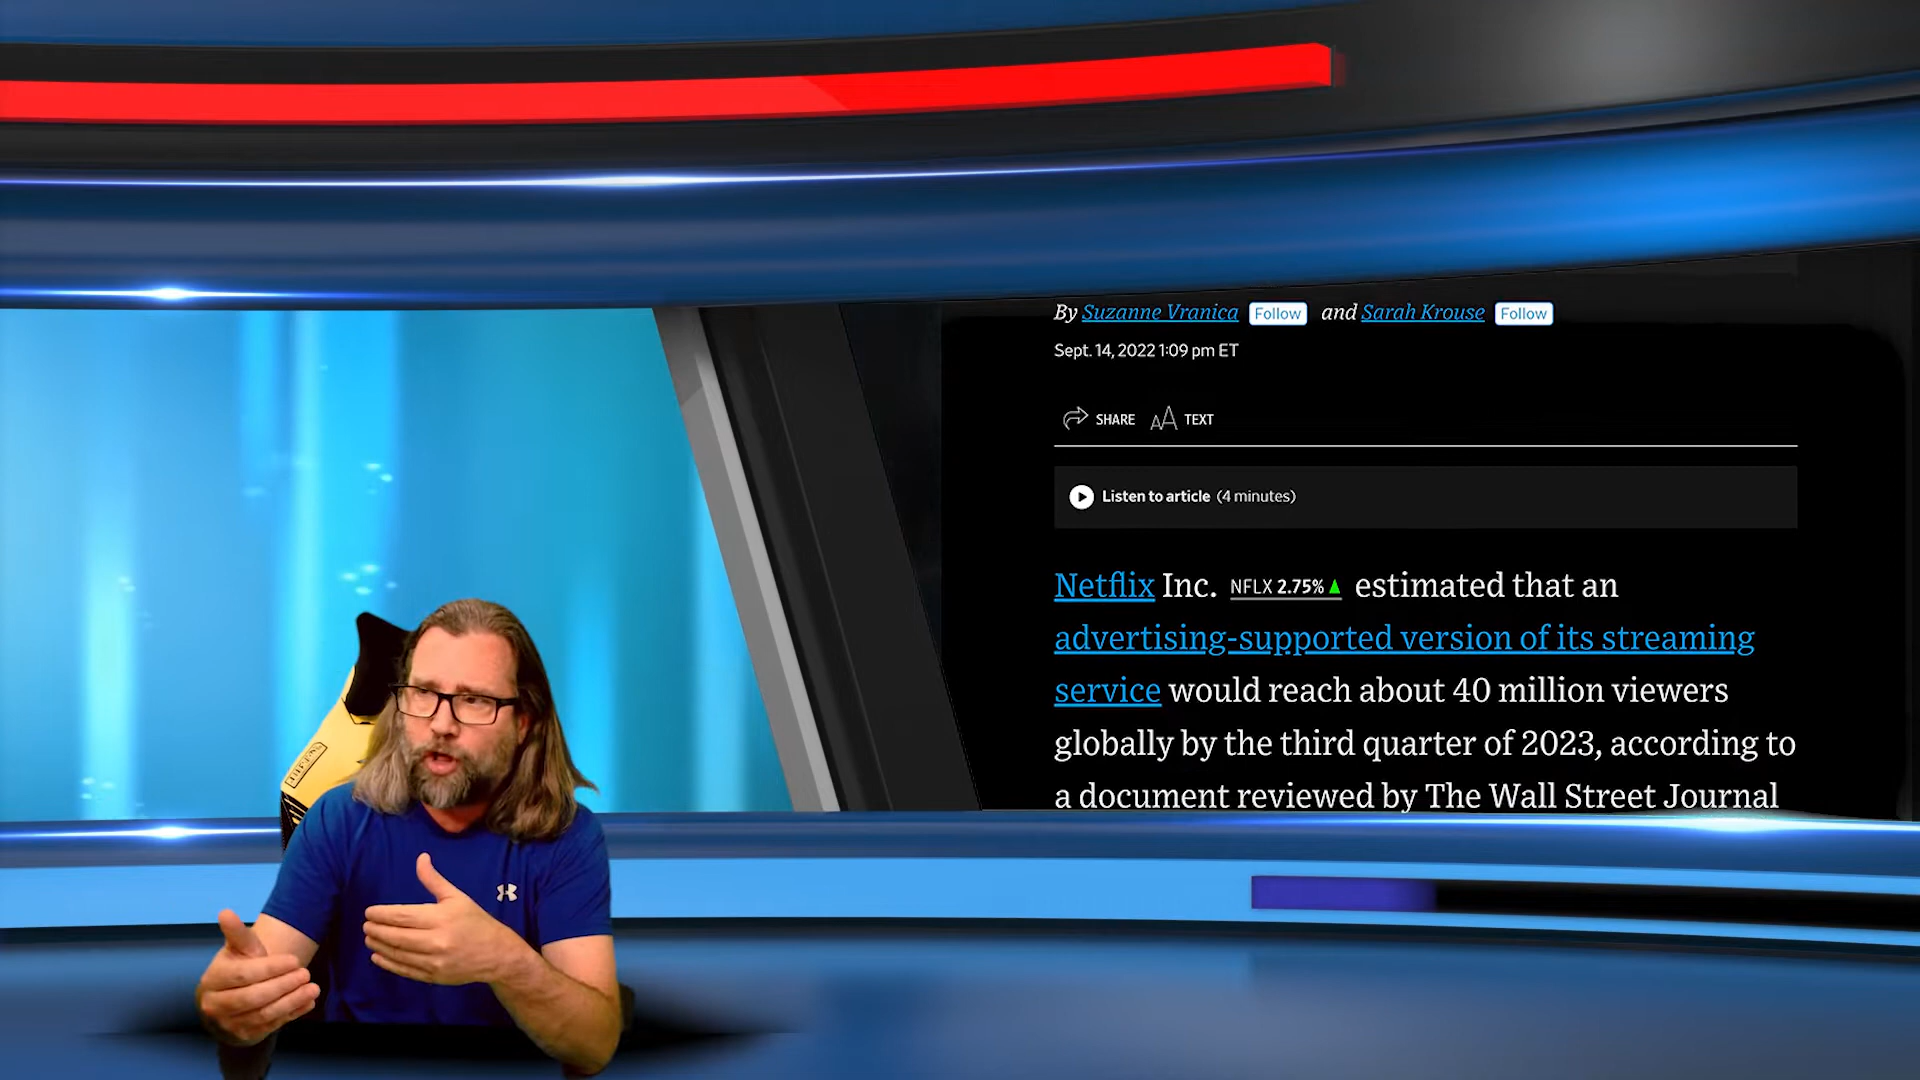 By Suzanne Vranica Follow and Sarah Krouse Follow
Sept. 14, 2022 1:09 pm ET
SHARE AA TEXT
Listen to article (4 minutes)
Netflix Inc. NFLX 2.75% ▲ estimated that an
advertising-supported version of its streaming
service would reach about 40 million viewers
globally by the third quarter of 2023, according to
a document reviewed by The Wall Street Journal